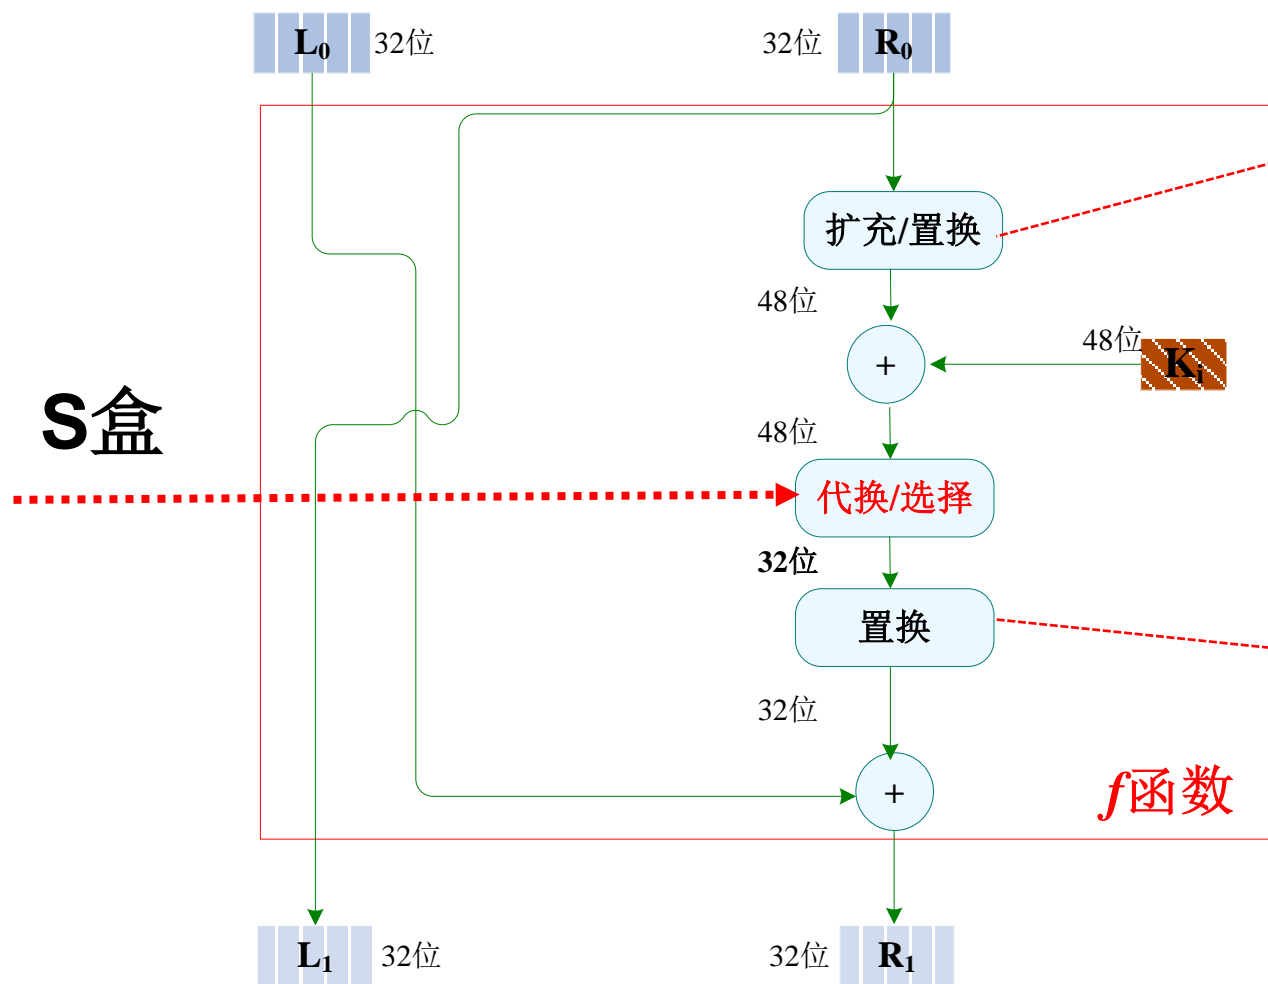 L₀ 32位 32位 R₀
扩充/置换
48位
48位 Kᵢ
+
S盒
48位
代换/选择
32位
置换
32位
+
f函数
L₁ 32位 32位 R₁